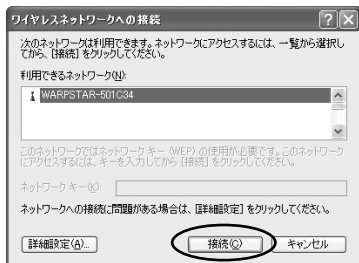 ワイヤレスネットワークへの接続
次のネットワークは利用できます。ネットワークにアクセスするには、一覧から選択し
てから、[接続] をクリックしてください。
利用できるネットワーク(N):
WARPSTAR-501C34
このネットワークではネットワーク キー (WEP) の使用が必要です。このネットワーク
にアクセスするには、キーを入力してから [接続] をクリックしてください。
ネットワーク キー(K):
ネットワークへの接続に問題がある場合は、[詳細設定] をクリックしてください。
詳細設定(A)...
接続(C)
キャンセル